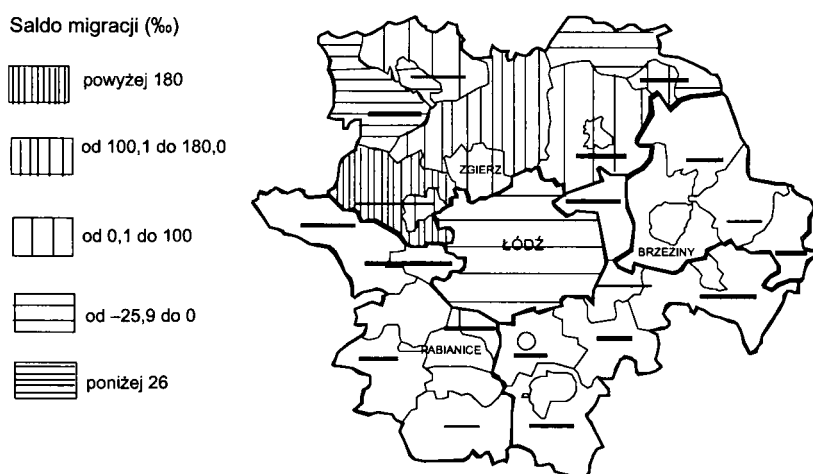 Saldo migracji (‰)
powyżej 180
od 100,1 do 180,0
od 0,1 do 100
od –25,9 do 0
poniżej 26
ZGIERZ
ŁÓDŹ
BRZEZINY
PABIANICE